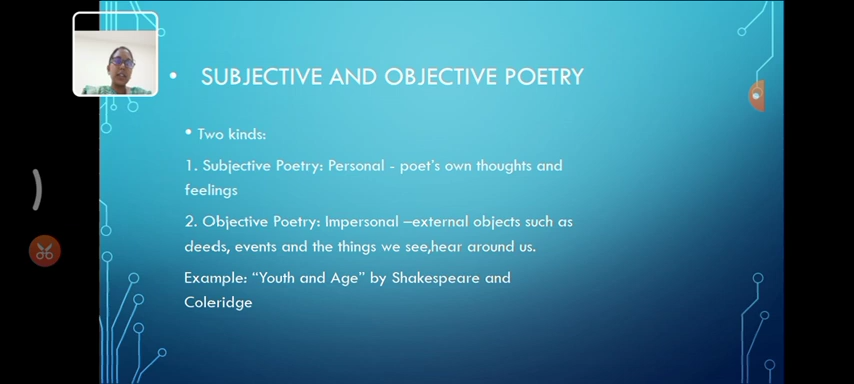 • SUBJECTIVE AND OBJECTIVE POETRY
• Two kinds:
1. Subjective Poetry: Personal - poet's own thoughts and
feelings
2. Objective Poetry: Impersonal –external objects such as
deeds, events and the things we see,hear around us.
Example: “Youth and Age” by Shakespeare and
Coleridge